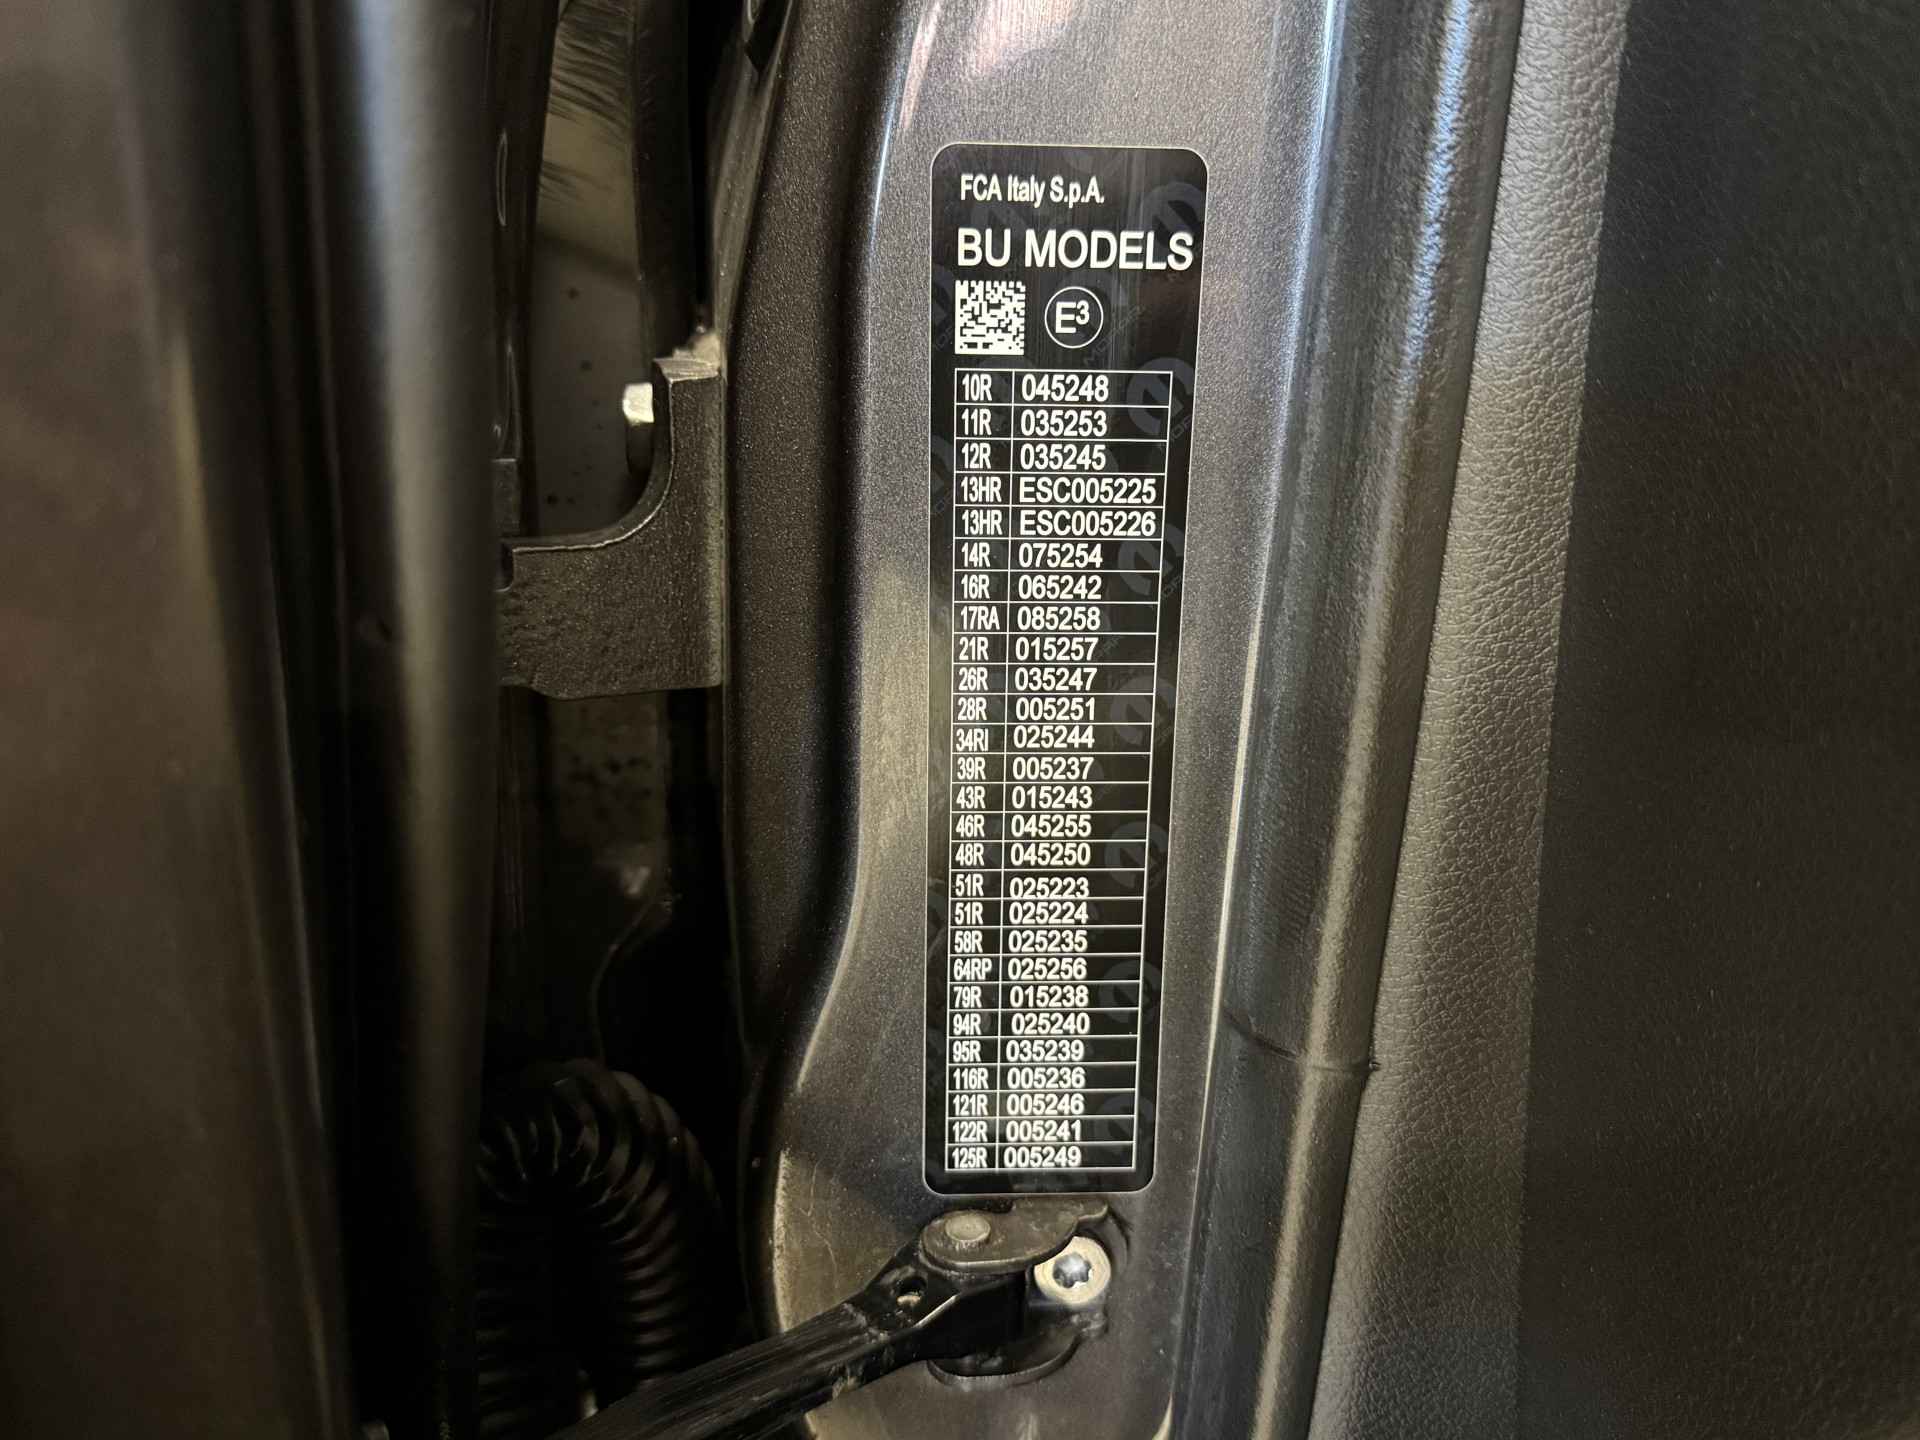 FCA Italy S.p.A.
BU MODELS
E3
10R 045248
11R 035253
12R 035245
13HR ESC005225
13HR ESC005226
14R 075254
16R 065242
17RA 085258
21R 015257
26R 035247
28R 005251
34RI 025244
39R 005237
43R 015243
46R 045255
48R 045250
51R 025223
51R 025224
58R 025235
64RP 025256
79R 015238
94R 025240
95R 035239
116R 005236
121R 005246
122R 005241
125R 005249